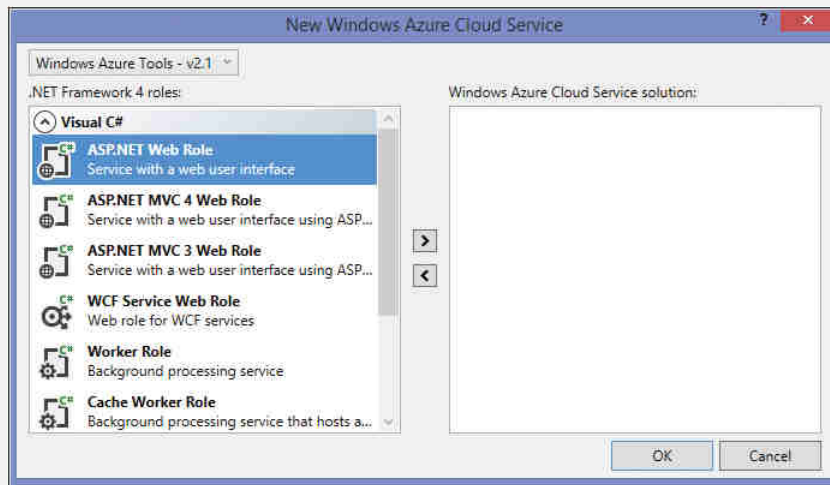 New Windows Azure Cloud Service
? ×
Windows Azure Tools - v2.1
.NET Framework 4 roles:
Windows Azure Cloud Service solution:
Visual C#
C# ASP.NET Web Role
Service with a web user interface
C# ASP.NET MVC 4 Web Role
Service with a web user interface using ASP...
C# ASP.NET MVC 3 Web Role
Service with a web user interface using ASP...
C# WCF Service Web Role
Web role for WCF services
C# Worker Role
Background processing service
C# Cache Worker Role
Background processing service that hosts a...
>
<
OK Cancel